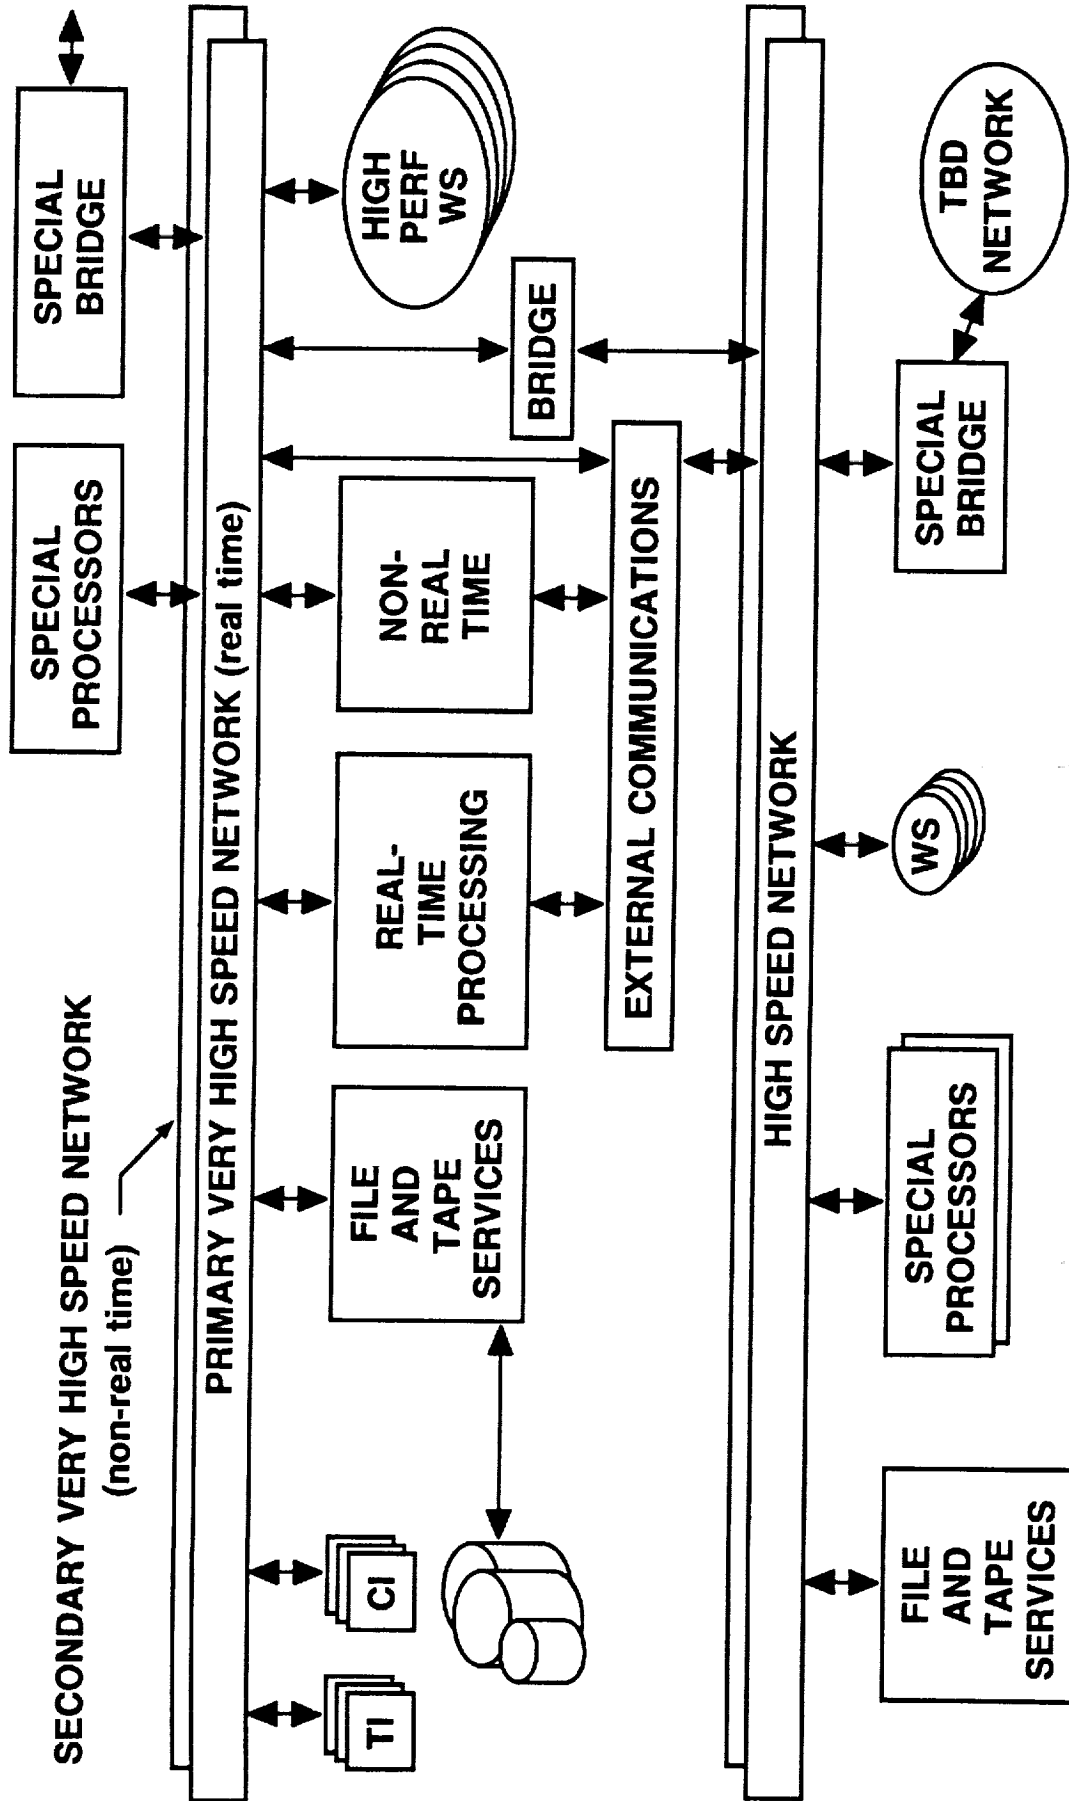 SECONDARY VERY HIGH SPEED NETWORK
(non-real time)
SPECIAL
PROCESSORS
SPECIAL
BRIDGE
PRIMARY VERY HIGH SPEED NETWORK (real time)
TI
CI
FILE
AND
TAPE
SERVICES
REAL-
TIME
PROCESSING
NON-
REAL
TIME
HIGH
PERF
WS
BRIDGE
EXTERNAL COMMUNICATIONS
HIGH SPEED NETWORK
FILE
AND
TAPE
SERVICES
SPECIAL
PROCESSORS
WS
SPECIAL
BRIDGE
TBD
NETWORK